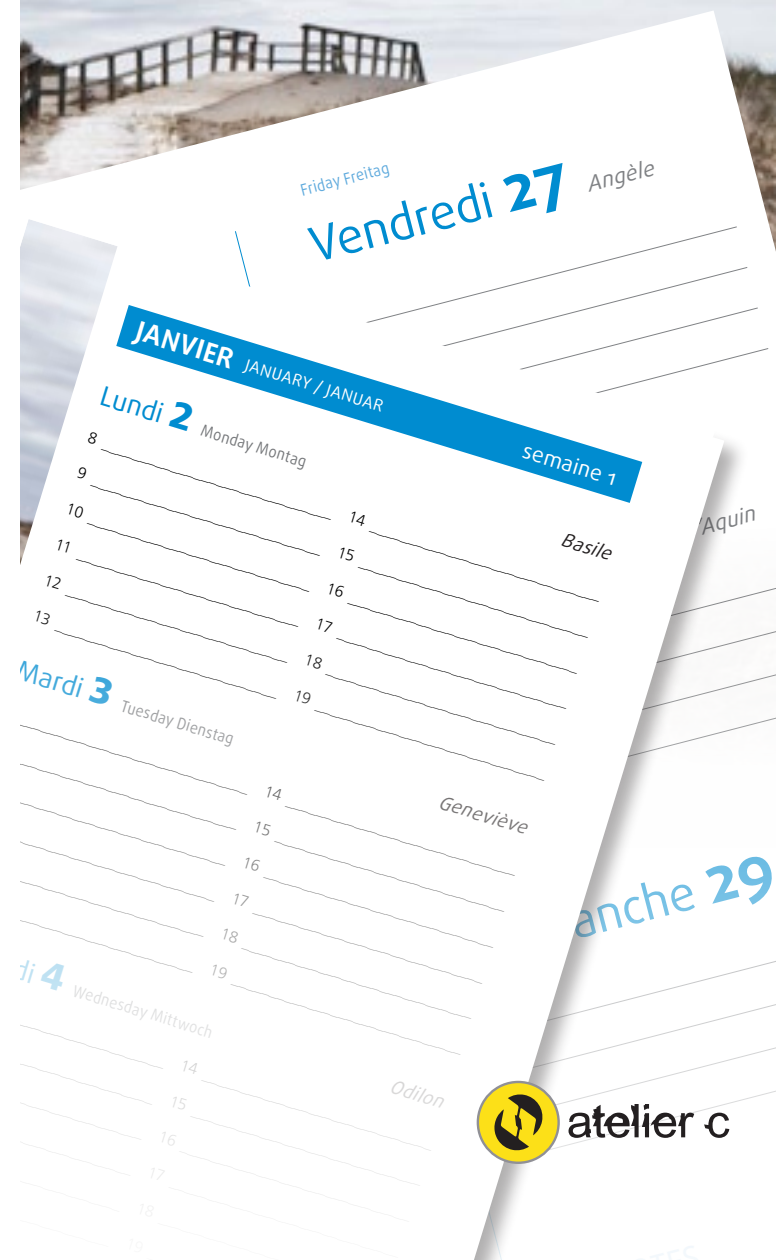 Friday Freitag
Vendredi 27 Angèle
JANVIER JANUARY / JANUAR semaine 1
Lundi 2 Monday Montag
Basile
8
9
10
11
12
13
14
15
16
17
18
19
Mardi 3 Tuesday Dienstag
Geneviève
14
15
16
17
18
19
di 4 Wednesday Mittwoch
Odilon
14
15
16
17
18
19
'Aquin
anche 29
atelier c